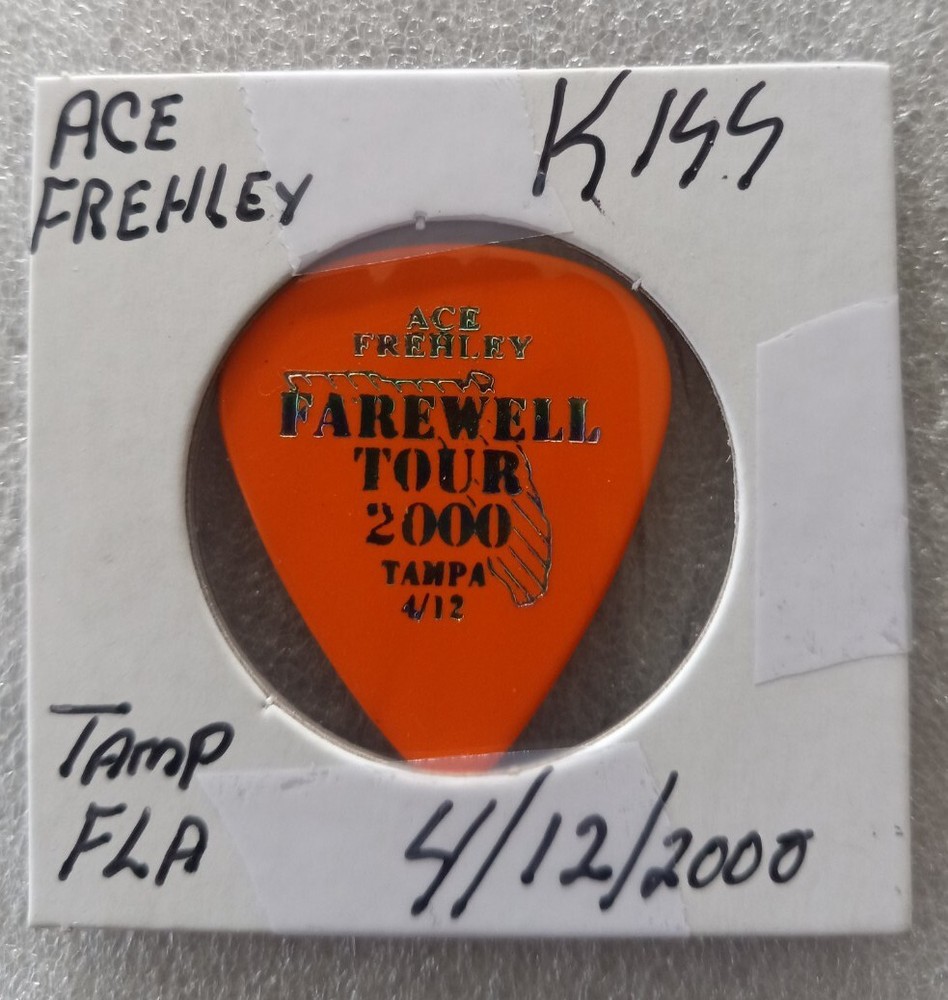 ACE
FREHLEY
KISS
ACE
FREHLEY
FAREWELL
TOUR
2000
TAMPA
4/12
TAMP
FLA
4/12/2000